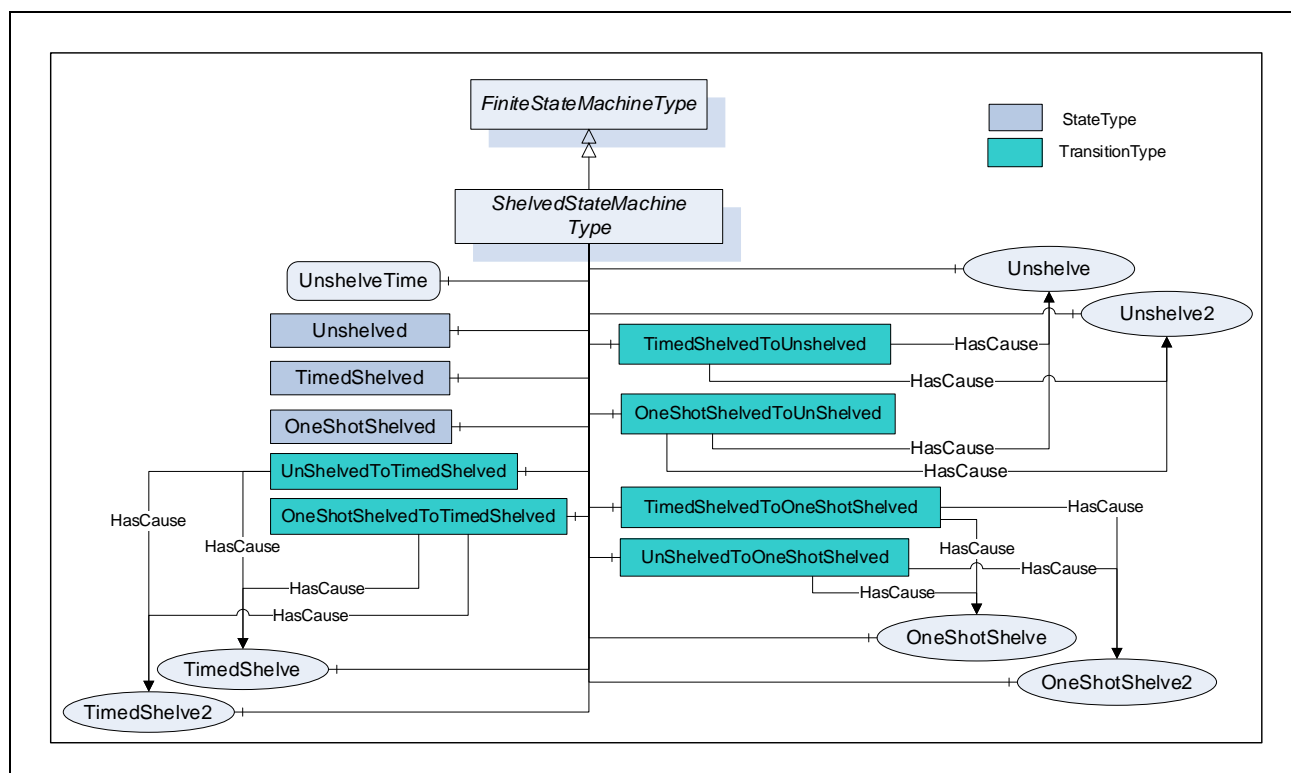 FiniteStateMachineType
StateType
TransitionType
ShelvedStateMachine
Type
UnshelveTime
Unshelve
Unshelved
Unshelve2
TimedShelvedToUnshelved
HasCause
TimedShelved
HasCause
OneShotShelved
OneShotShelvedToUnShelved
HasCause
HasCause
UnShelvedToTimedShelved
OneShotShelvedToTimedShelved
HasCause
HasCause
TimedShelvedToOneShotShelved
HasCause
HasCause
UnShelvedToOneShotShelved
HasCause
HasCause
HasCause
HasCause
OneShotShelve
TimedShelve
OneShotShelve2
TimedShelve2